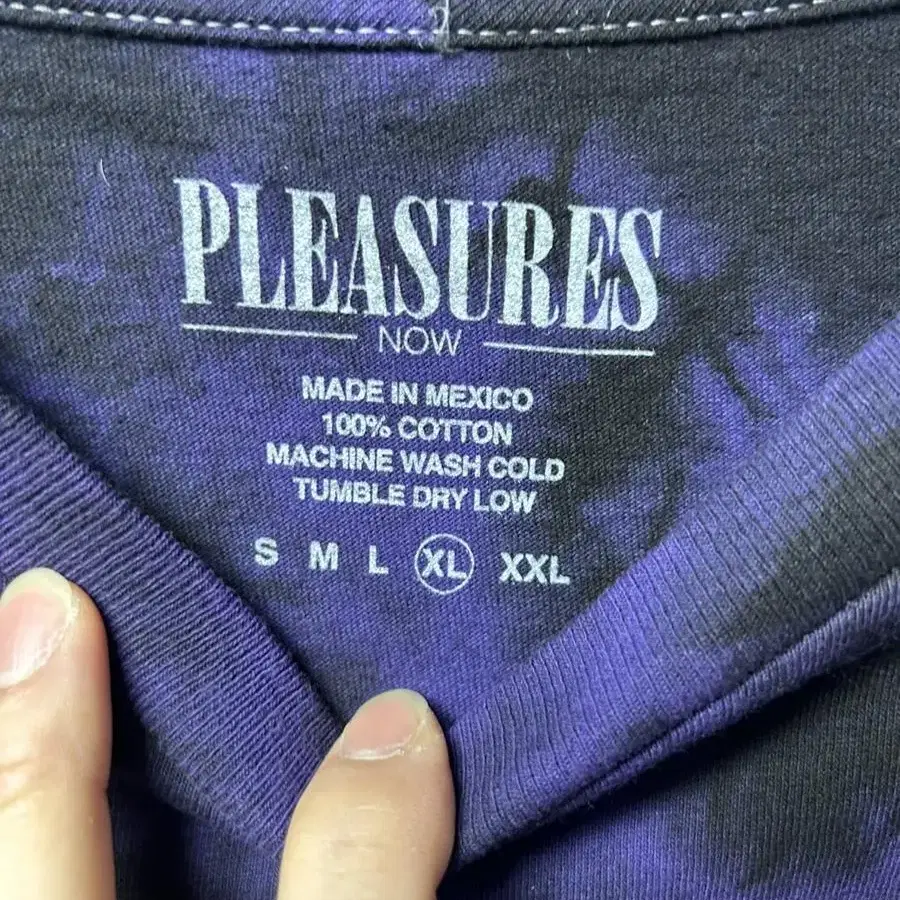 PLEASURES
NOW
MADE IN MEXICO
100% COTTON
MACHINE WASH COLD
TUMBLE DRY LOW
S M L XL XXL